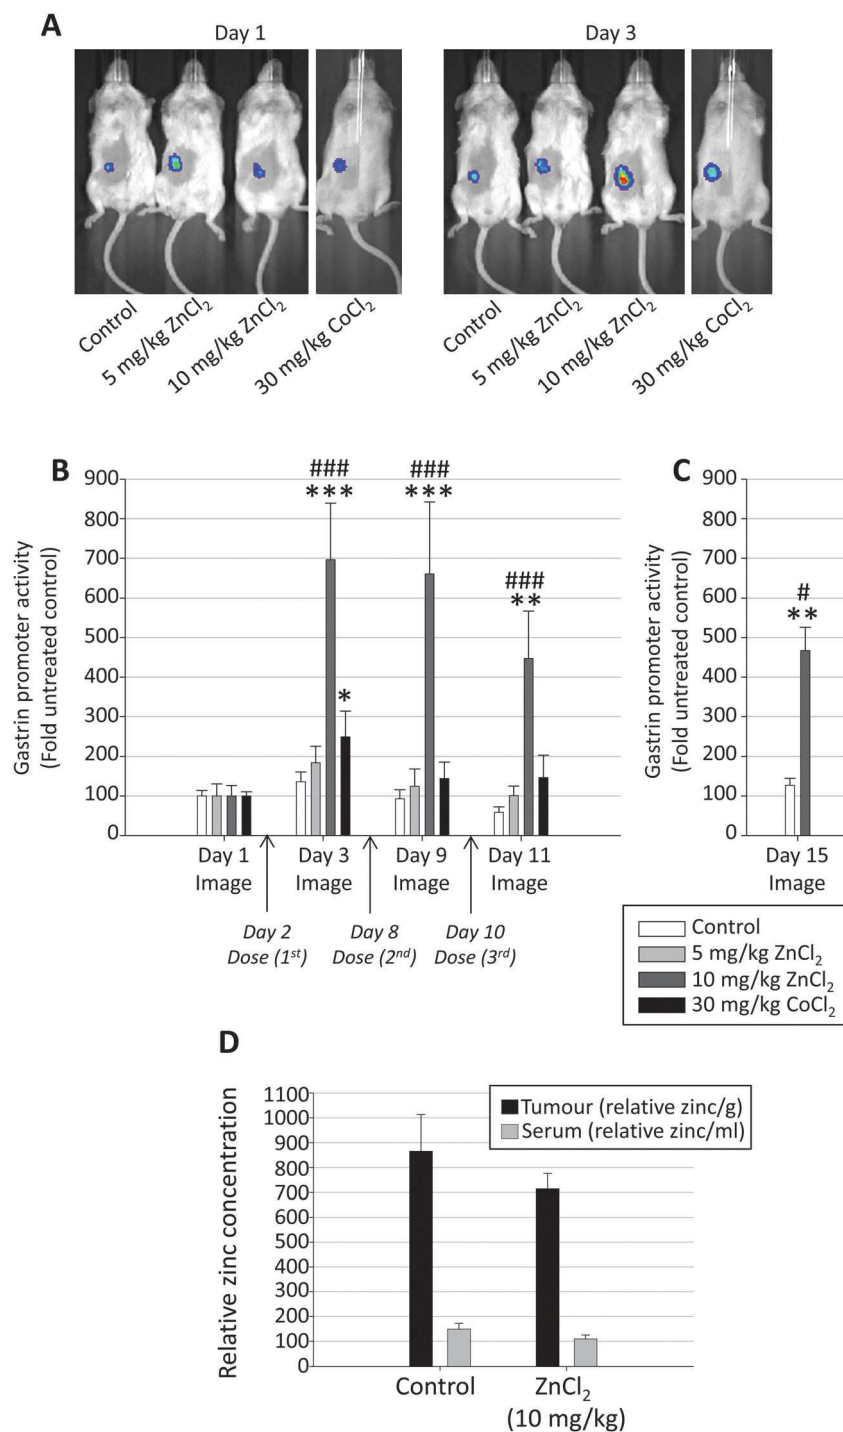 A
Day 1
Day 3
Control
5 mg/kg ZnCl₂
10 mg/kg ZnCl₂
30 mg/kg CoCl₂
Control
5 mg/kg ZnCl₂
10 mg/kg ZnCl₂
30 mg/kg CoCl₂
B
Gastrin promoter activity
(Fold untreated control)
900
800
700
600
500
400
300
200
100
0
###
***
*
###
***
###
**
Day 1
Image
Day 3
Image
Day 9
Image
Day 11
Image
Day 2
Dose (1st)
Day 8
Dose (2nd)
Day 10
Dose (3rd)
C
Gastrin promoter activity
(Fold untreated control)
900
800
700
600
500
400
300
200
100
0
#
**
Day 15
Image
Control
5 mg/kg ZnCl₂
10 mg/kg ZnCl₂
30 mg/kg CoCl₂
D
Relative zinc concentration
1100
1000
900
800
700
600
500
400
300
200
100
0
Tumour (relative zinc/g)
Serum (relative zinc/ml)
Control
ZnCl₂
(10 mg/kg)